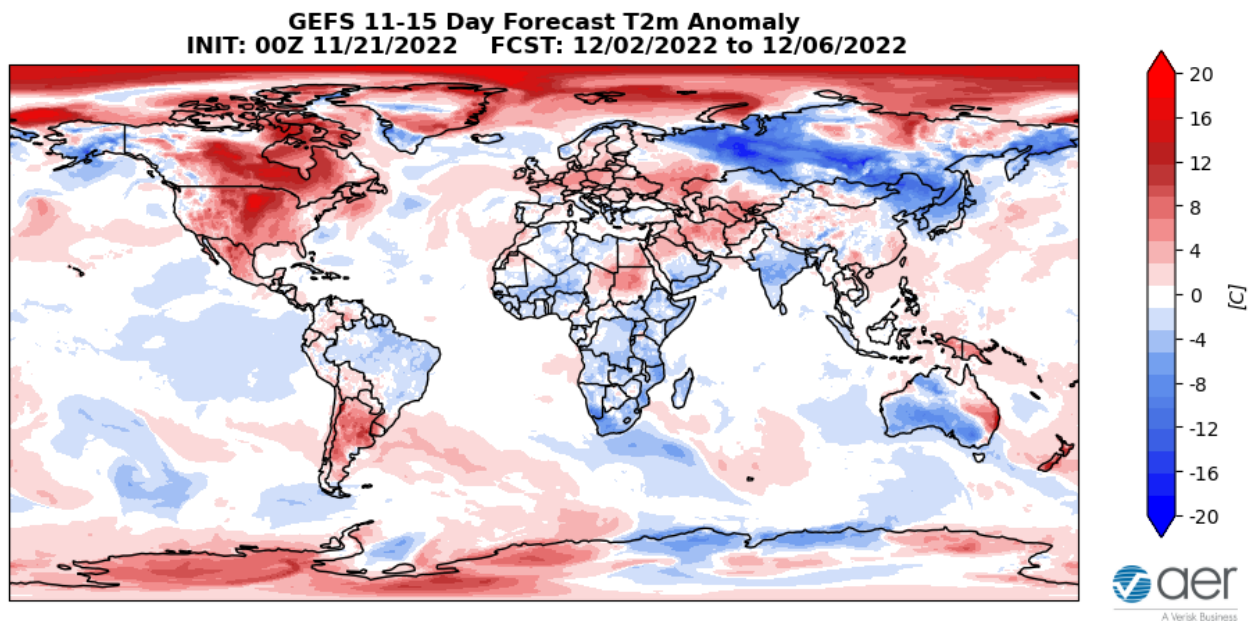 GEFS 11-15 Day Forecast T2m Anomaly
INIT: 00Z 11/21/2022    FCST: 12/02/2022 to 12/06/2022
20
16
12
8
4
0
-4
-8
-12
-16
-20
[C]
aer
A Verisk Business